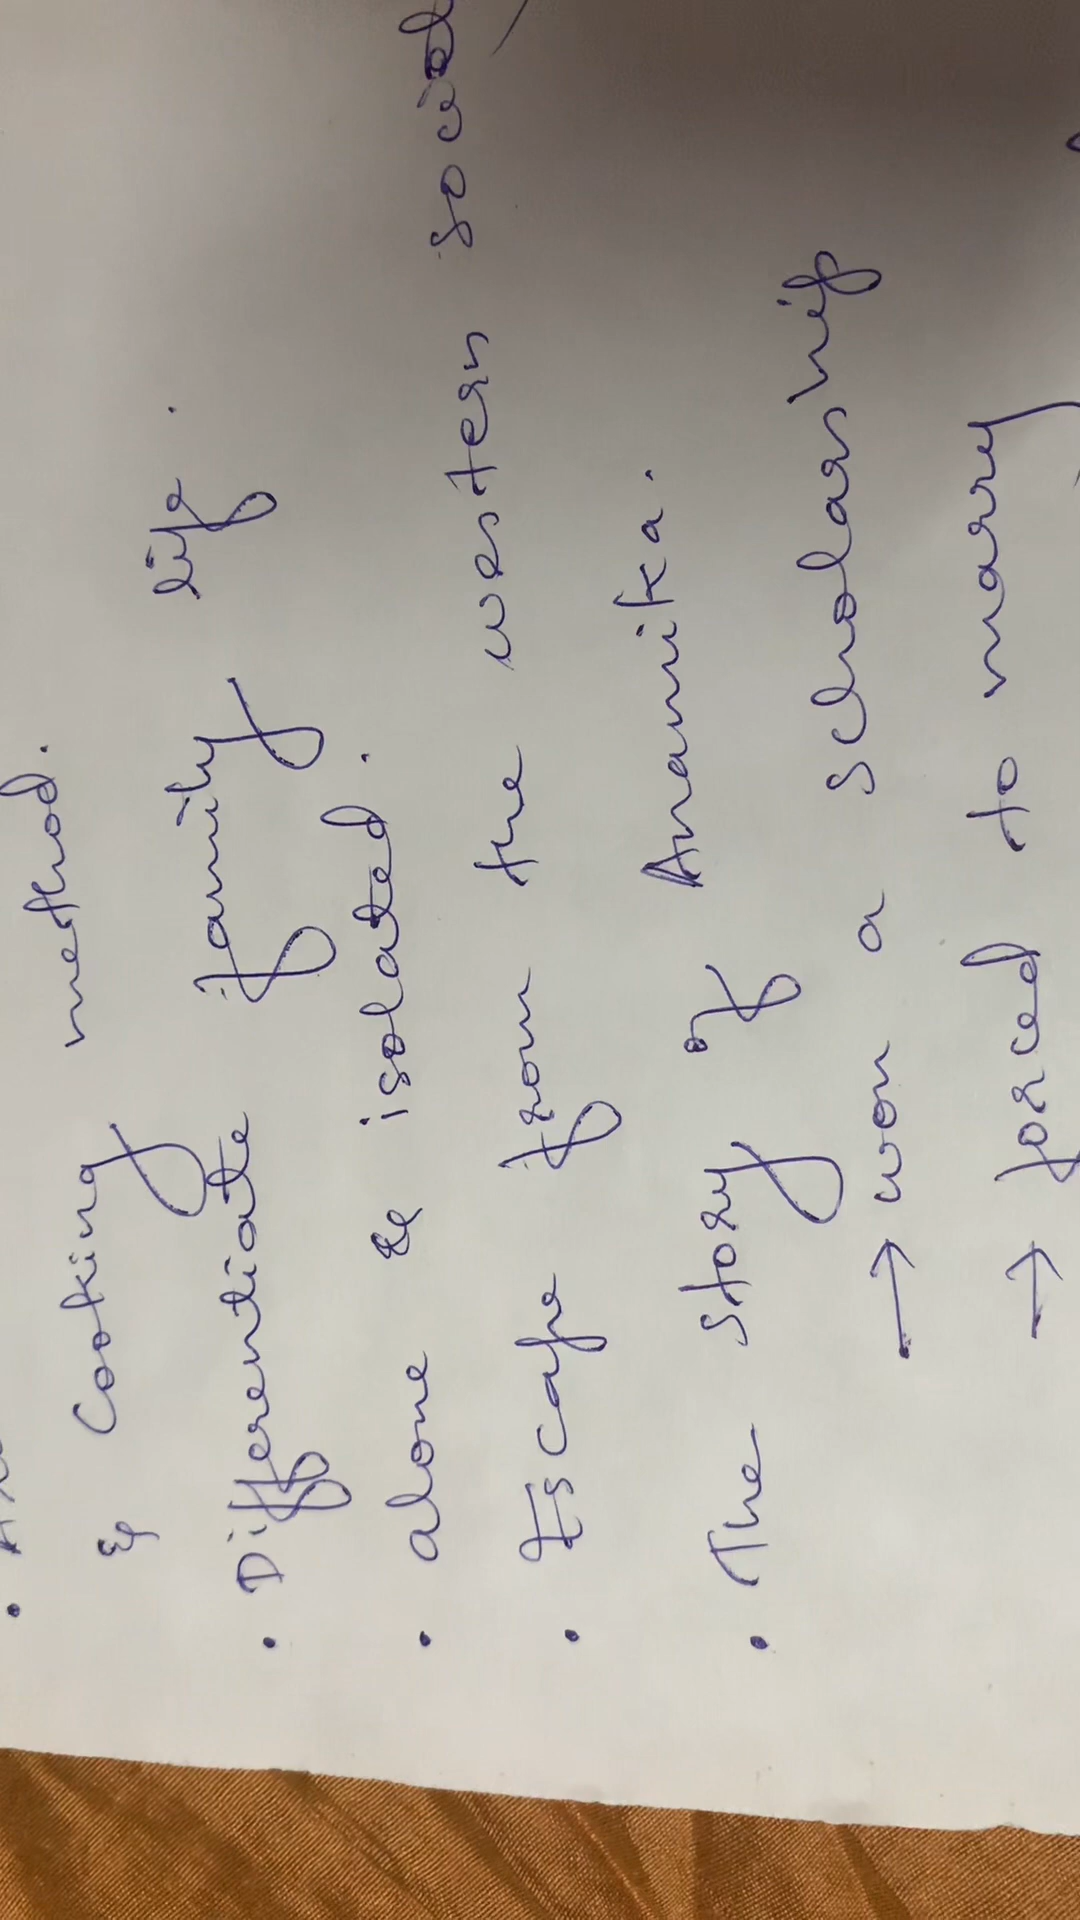 & Cooking method.
• Differentiate family life.
• alone & isolated.
• Escape from the western
• The story of Anamika.
→ won a scholarship
→ forced to marry